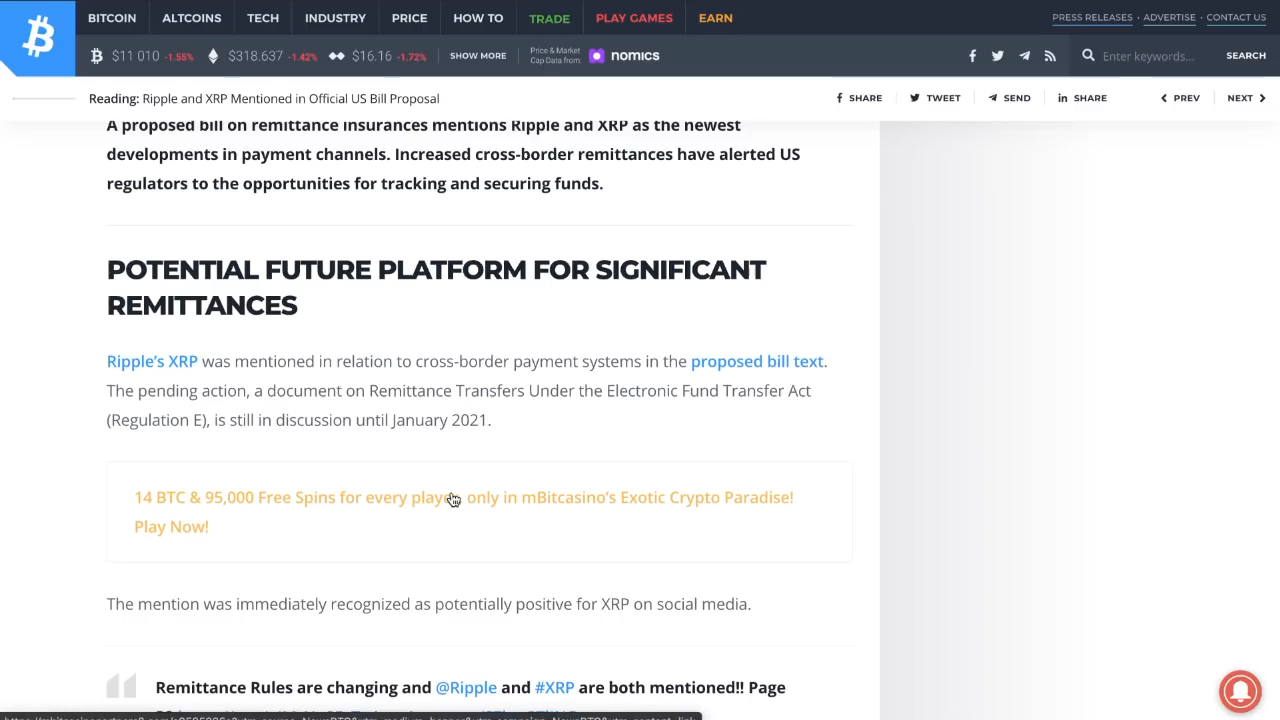 BITCOIN ALTCOINS TECH INDUSTRY PRICE HOW TO TRADE PLAY GAMES EARN PRESS RELEASES · ADVERTISE · CONTACT US
$11 010 -1.55% $318.637 -1.42% $16.16 -1.72% SHOW MORE Price & Market Cap Data from: nomics Enter keywords... SEARCH
Reading: Ripple and XRP Mentioned in Official US Bill Proposal SHARE TWEET SEND SHARE PREV NEXT
A proposed bill on remittance insurances mentions Ripple and XRP as the newest
developments in payment channels. Increased cross-border remittances have alerted US
regulators to the opportunities for tracking and securing funds.
POTENTIAL FUTURE PLATFORM FOR SIGNIFICANT
REMITTANCES
Ripple’s XRP was mentioned in relation to cross-border payment systems in the proposed bill text.
The pending action, a document on Remittance Transfers Under the Electronic Fund Transfer Act
(Regulation E), is still in discussion until January 2021.
14 BTC & 95,000 Free Spins for every player only in mBitcasino’s Exotic Crypto Paradise!
Play Now!
The mention was immediately recognized as potentially positive for XRP on social media.
Remittance Rules are changing and @Ripple and #XRP are both mentioned!! Page